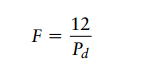 F = 12 / P_d